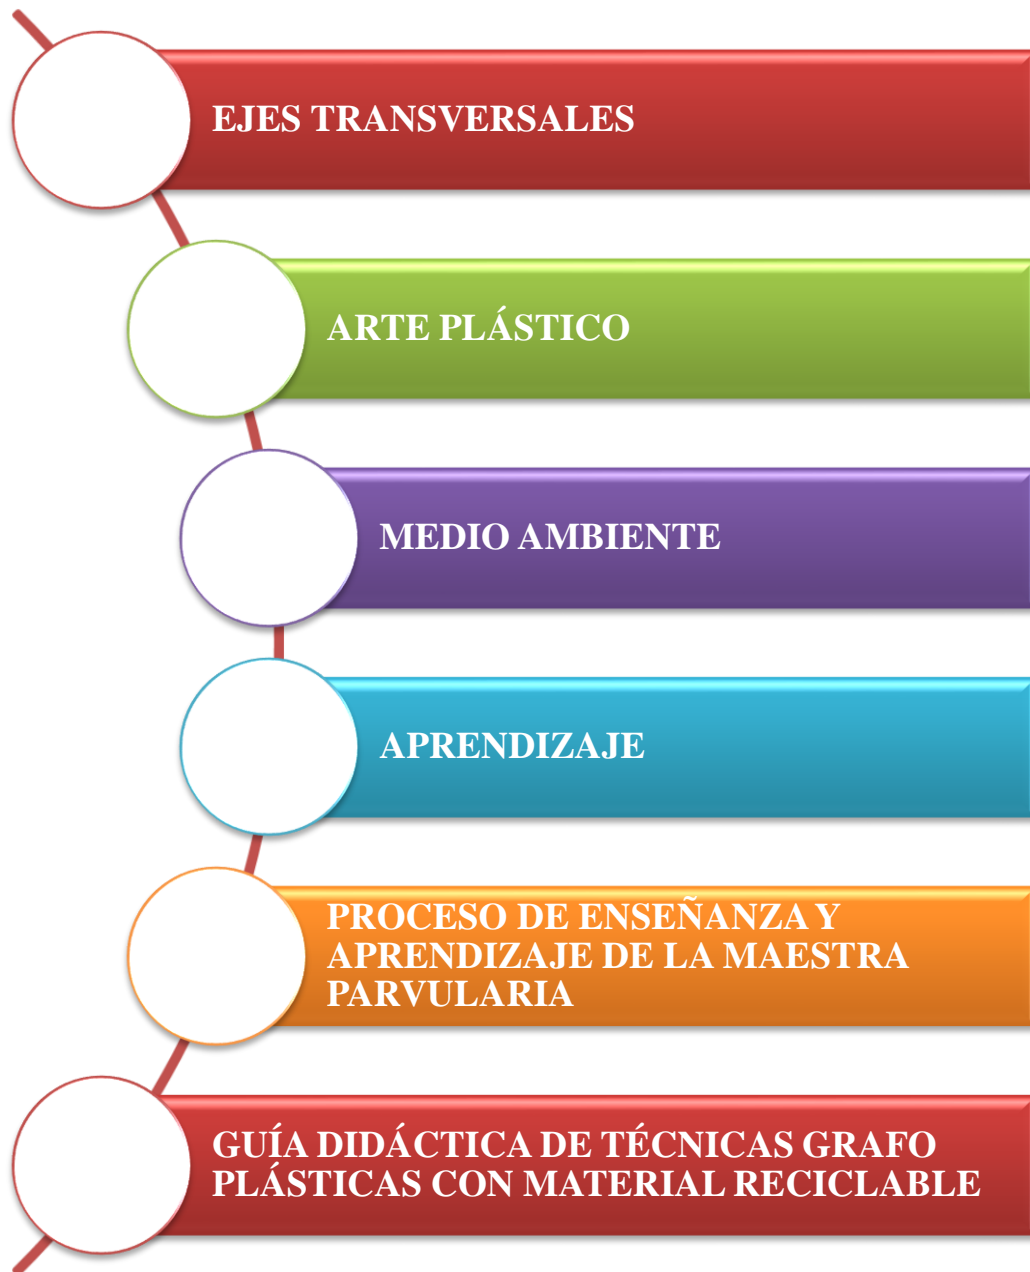 EJES TRANSVERSALES
ARTE PLÁSTICO
MEDIO AMBIENTE
APRENDIZAJE
PROCESO DE ENSEÑANZA Y
APRENDIZAJE DE LA MAESTRA
PARVULARIA
GUÍA DIDÁCTICA DE TÉCNICAS GRAFO
PLÁSTICAS CON MATERIAL RECICLABLE